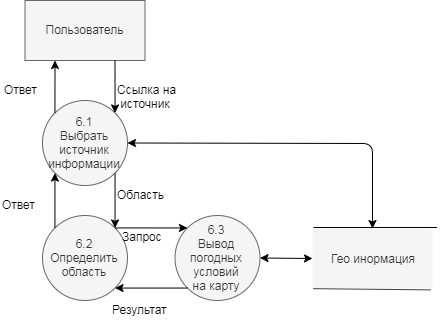 Пользователь
Ответ
Ссылка на
источник
6.1
Выбрать
источник
информации
Область
Ответ
Запрос
6.2
Определить
область
6.3
Вывод
погодных
условий
на карту
Гео инормация
Результат